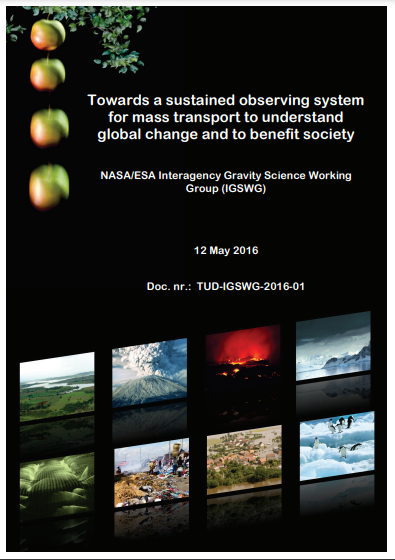 Towards a sustained observing system
for mass transport to understand
global change and to benefit society
NASA/ESA Interagency Gravity Science Working
Group (IGSWG)
12 May 2016
Doc. nr.: TUD-IGSWG-2016-01